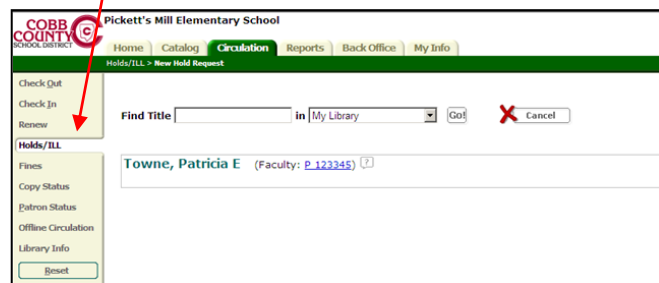 COBB
COUNTY
SCHOOL DISTRICT
Pickett's Mill Elementary School
Home Catalog Circulation Reports Back Office My Info
Holds/ILL > New Hold Request
Check Out
Check In
Renew
Holds/ILL
Fines
Copy Status
Patron Status
Offline Circulation
Library Info
Reset
Find Title in My Library Go! Cancel
Towne, Patricia E (Faculty: P 123345) ?